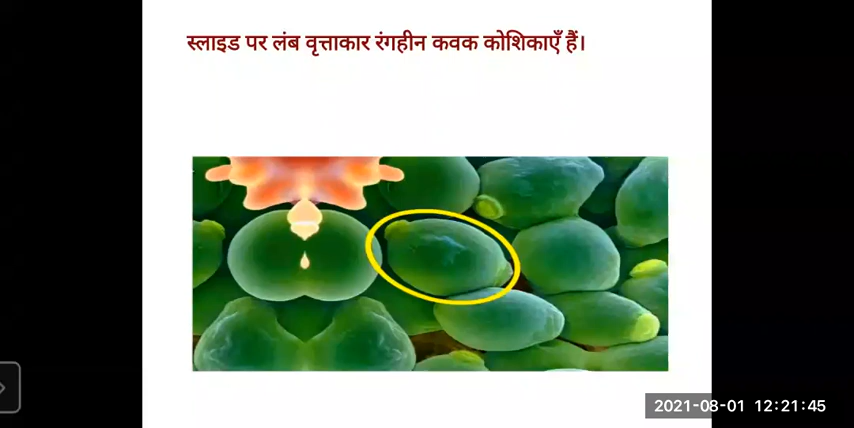 स्लाइड पर लंब वृत्ताकार रंगहीन कवक कोशिकाएँ हैं।
2021-08-01 12:21:45